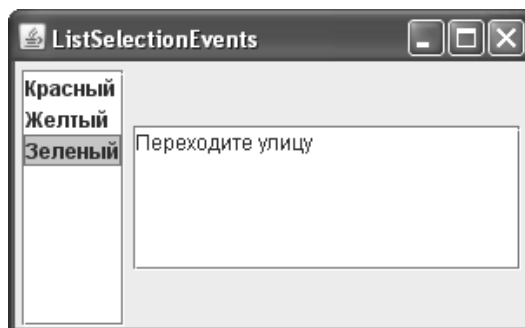 ListSelectionEvents
Красный
Желтый
Зеленый
Переходите улицу